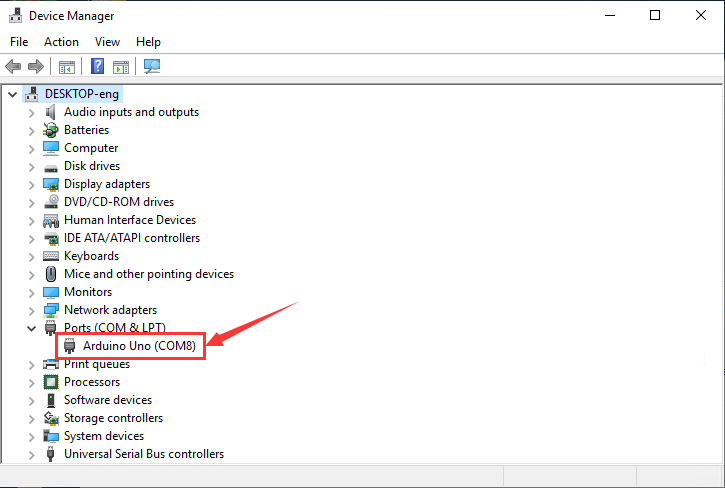 Device Manager
File Action View Help
DESKTOP-eng
Audio inputs and outputs
Batteries
Computer
Disk drives
Display adapters
DVD/CD-ROM drives
Human Interface Devices
IDE ATA/ATAPI controllers
Keyboards
Mice and other pointing devices
Monitors
Network adapters
Ports (COM & LPT)
Arduino Uno (COM8)
Print queues
Processors
Software devices
Storage controllers
System devices
Universal Serial Bus controllers